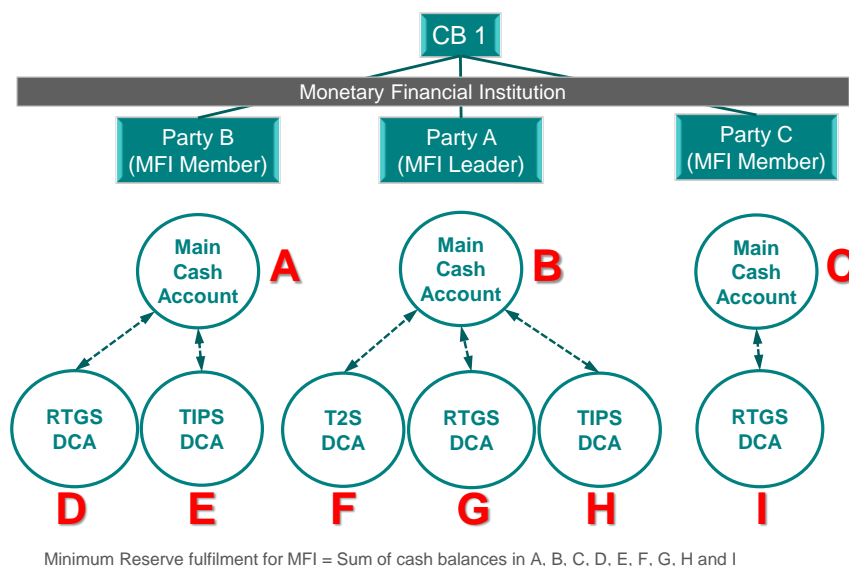 CB 1
Monetary Financial Institution
Party B
(MFI Member)
Party A
(MFI Leader)
Party C
(MFI Member)
Main
Cash
Account
A
Main
Cash
Account
B
Main
Cash
Account
C
RTGS
DCA
TIPS
DCA
T2S
DCA
RTGS
DCA
TIPS
DCA
RTGS
DCA
D
E
F
G
H
I
Minimum Reserve fulfilment for MFI = Sum of cash balances in A, B, C, D, E, F, G, H and I